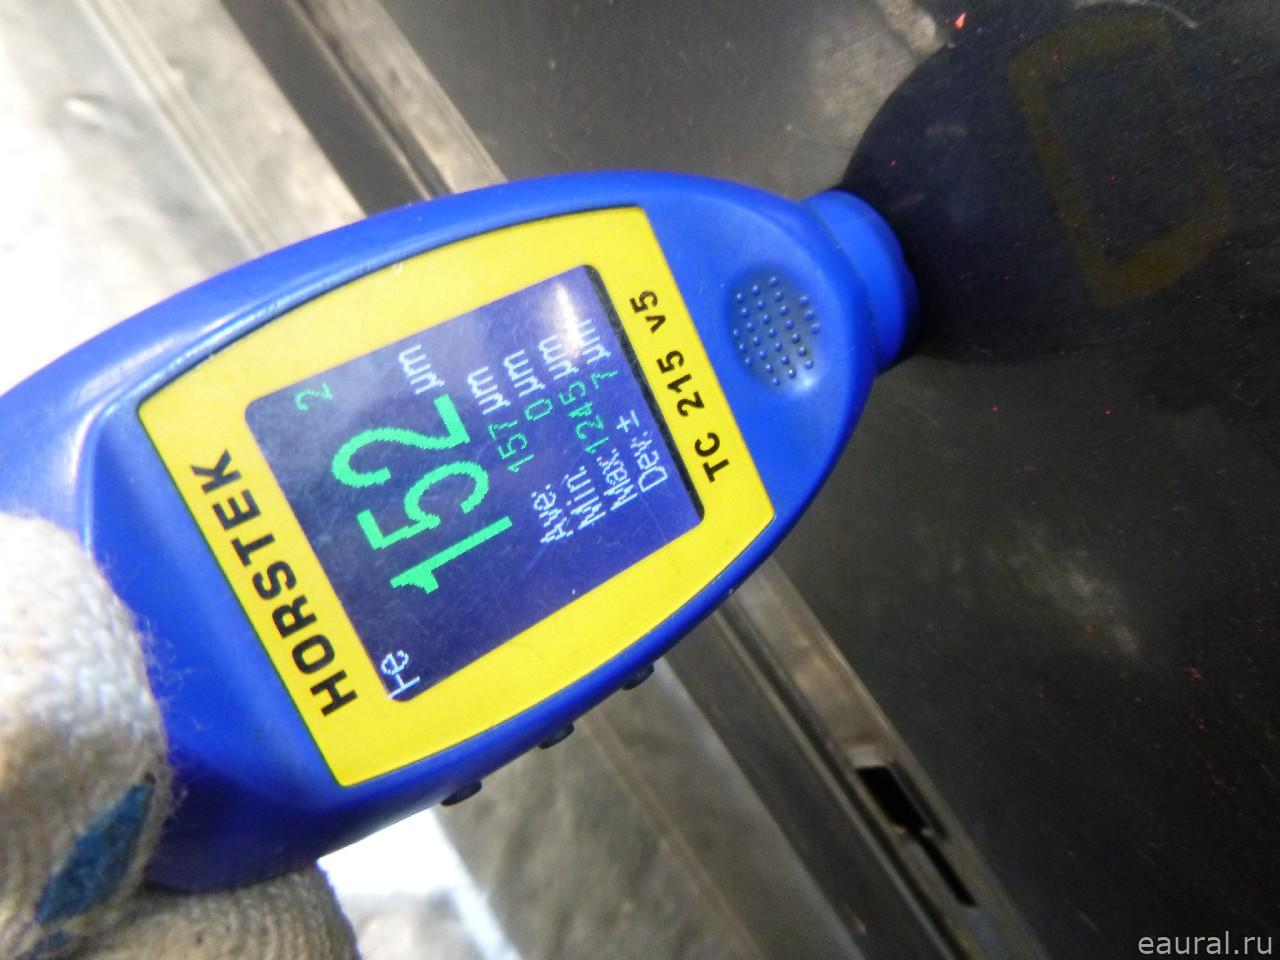 HORSTEK
Fe 2
152 µm
Ave: 157 µm
Min: 0 µm
Max: 1245 µm
Dev: ± 7 µm
TC 215 v5
eaural.ru